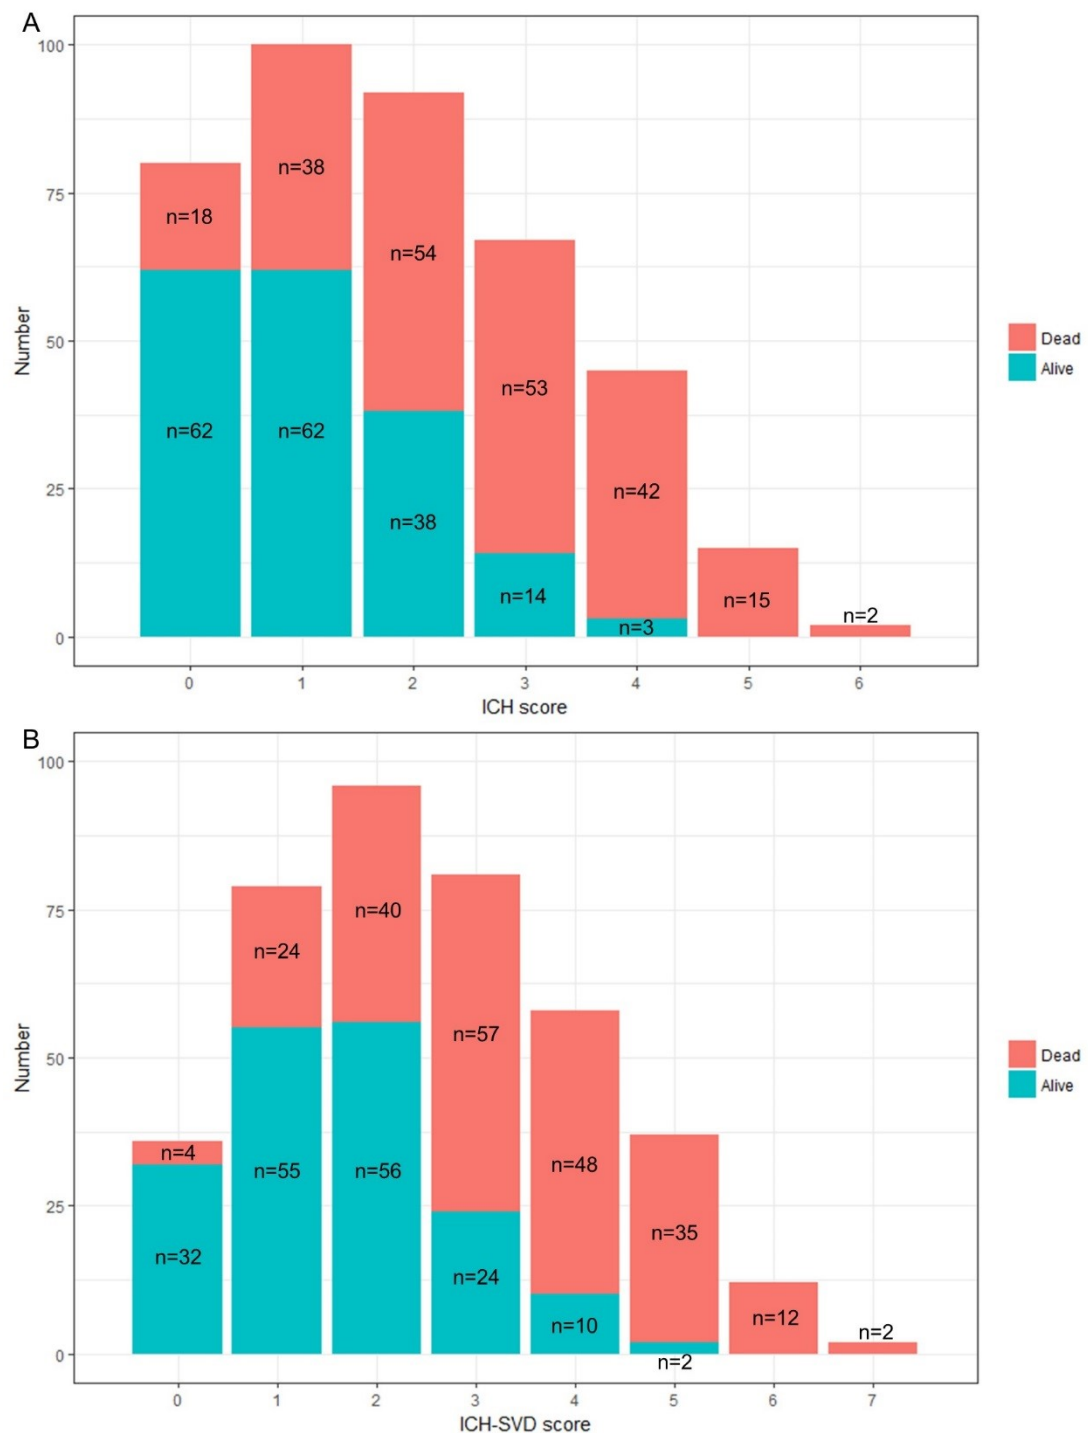 A
100
75
50
25
0
Number
n=18
n=38
n=54
n=53
n=42
n=15
n=2
n=62
n=62
n=38
n=14
n=3
0 1 2 3 4 5 6
ICH score
Dead
Alive
B
100
75
50
25
0
Number
n=4
n=24
n=40
n=57
n=48
n=35
n=12
n=2
n=32
n=55
n=56
n=24
n=10
n=2
0 1 2 3 4 5 6 7
ICH-SVD score
Dead
Alive